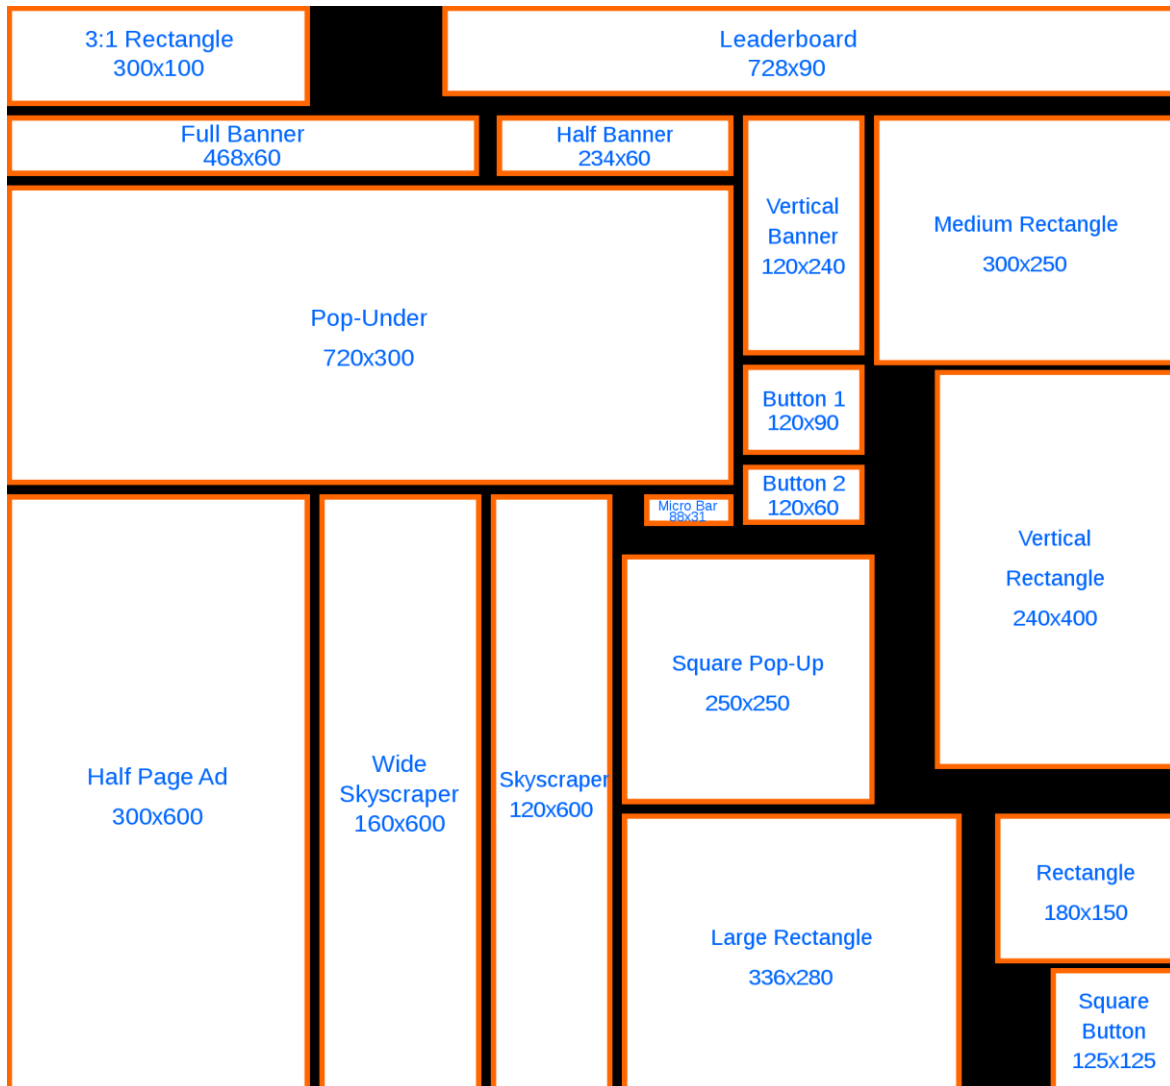 3:1 Rectangle
300x100
Leaderboard
728x90
Full Banner
468x60
Half Banner
234x60
Vertical
Banner
120x240
Medium Rectangle
300x250
Pop-Under
720x300
Button 1
120x90
Button 2
120x60
Micro Bar
88x31
Vertical
Rectangle
240x400
Square Pop-Up
250x250
Half Page Ad
300x600
Wide
Skyscraper
160x600
Skyscraper
120x600
Large Rectangle
336x280
Rectangle
180x150
Square
Button
125x125